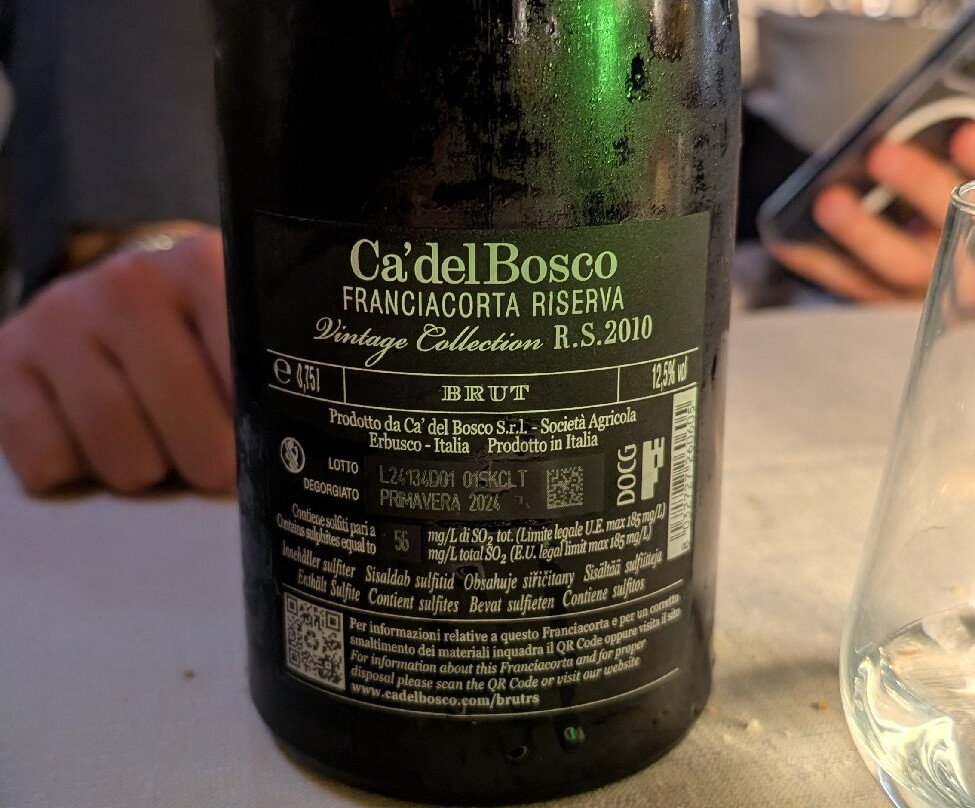 Ca'del Bosco
FRANCIACORTA RISERVA
Vintage Collection R.S.2010
e 0,75 l
BRUT
12,5% vol
Prodotto da Ca' del Bosco S.r.l. - Società Agricola
Erbusco - Italia Prodotto in Italia
LOTTO L24134D01 015KCLT
DEGORGIATO PRIMAVERA 2024
DOCG
Contiene solfiti pari a
Contains sulphites equal to
56
mg/L di SO2 tot. (Limite legale U.E. max 185 mg/L)
mg/L total SO2 (E.U. legal limit max 185 mg/L)
Innehåller sulfiter Sisaldab sulfitid Obsahuje siřičitany Sisältää sulfiitteja
Enthält Sulfite Contient sulfites Bevat sulfieten Contiene sulfitos
Per informazioni relative a questo Franciacorta e per un corretto
smaltimento dei materiali inquadra il QR Code oppure visita il sito
For information about this Franciacorta and for proper
disposal please scan the QR Code or visit our website
www.cadelbosco.com/brutrs